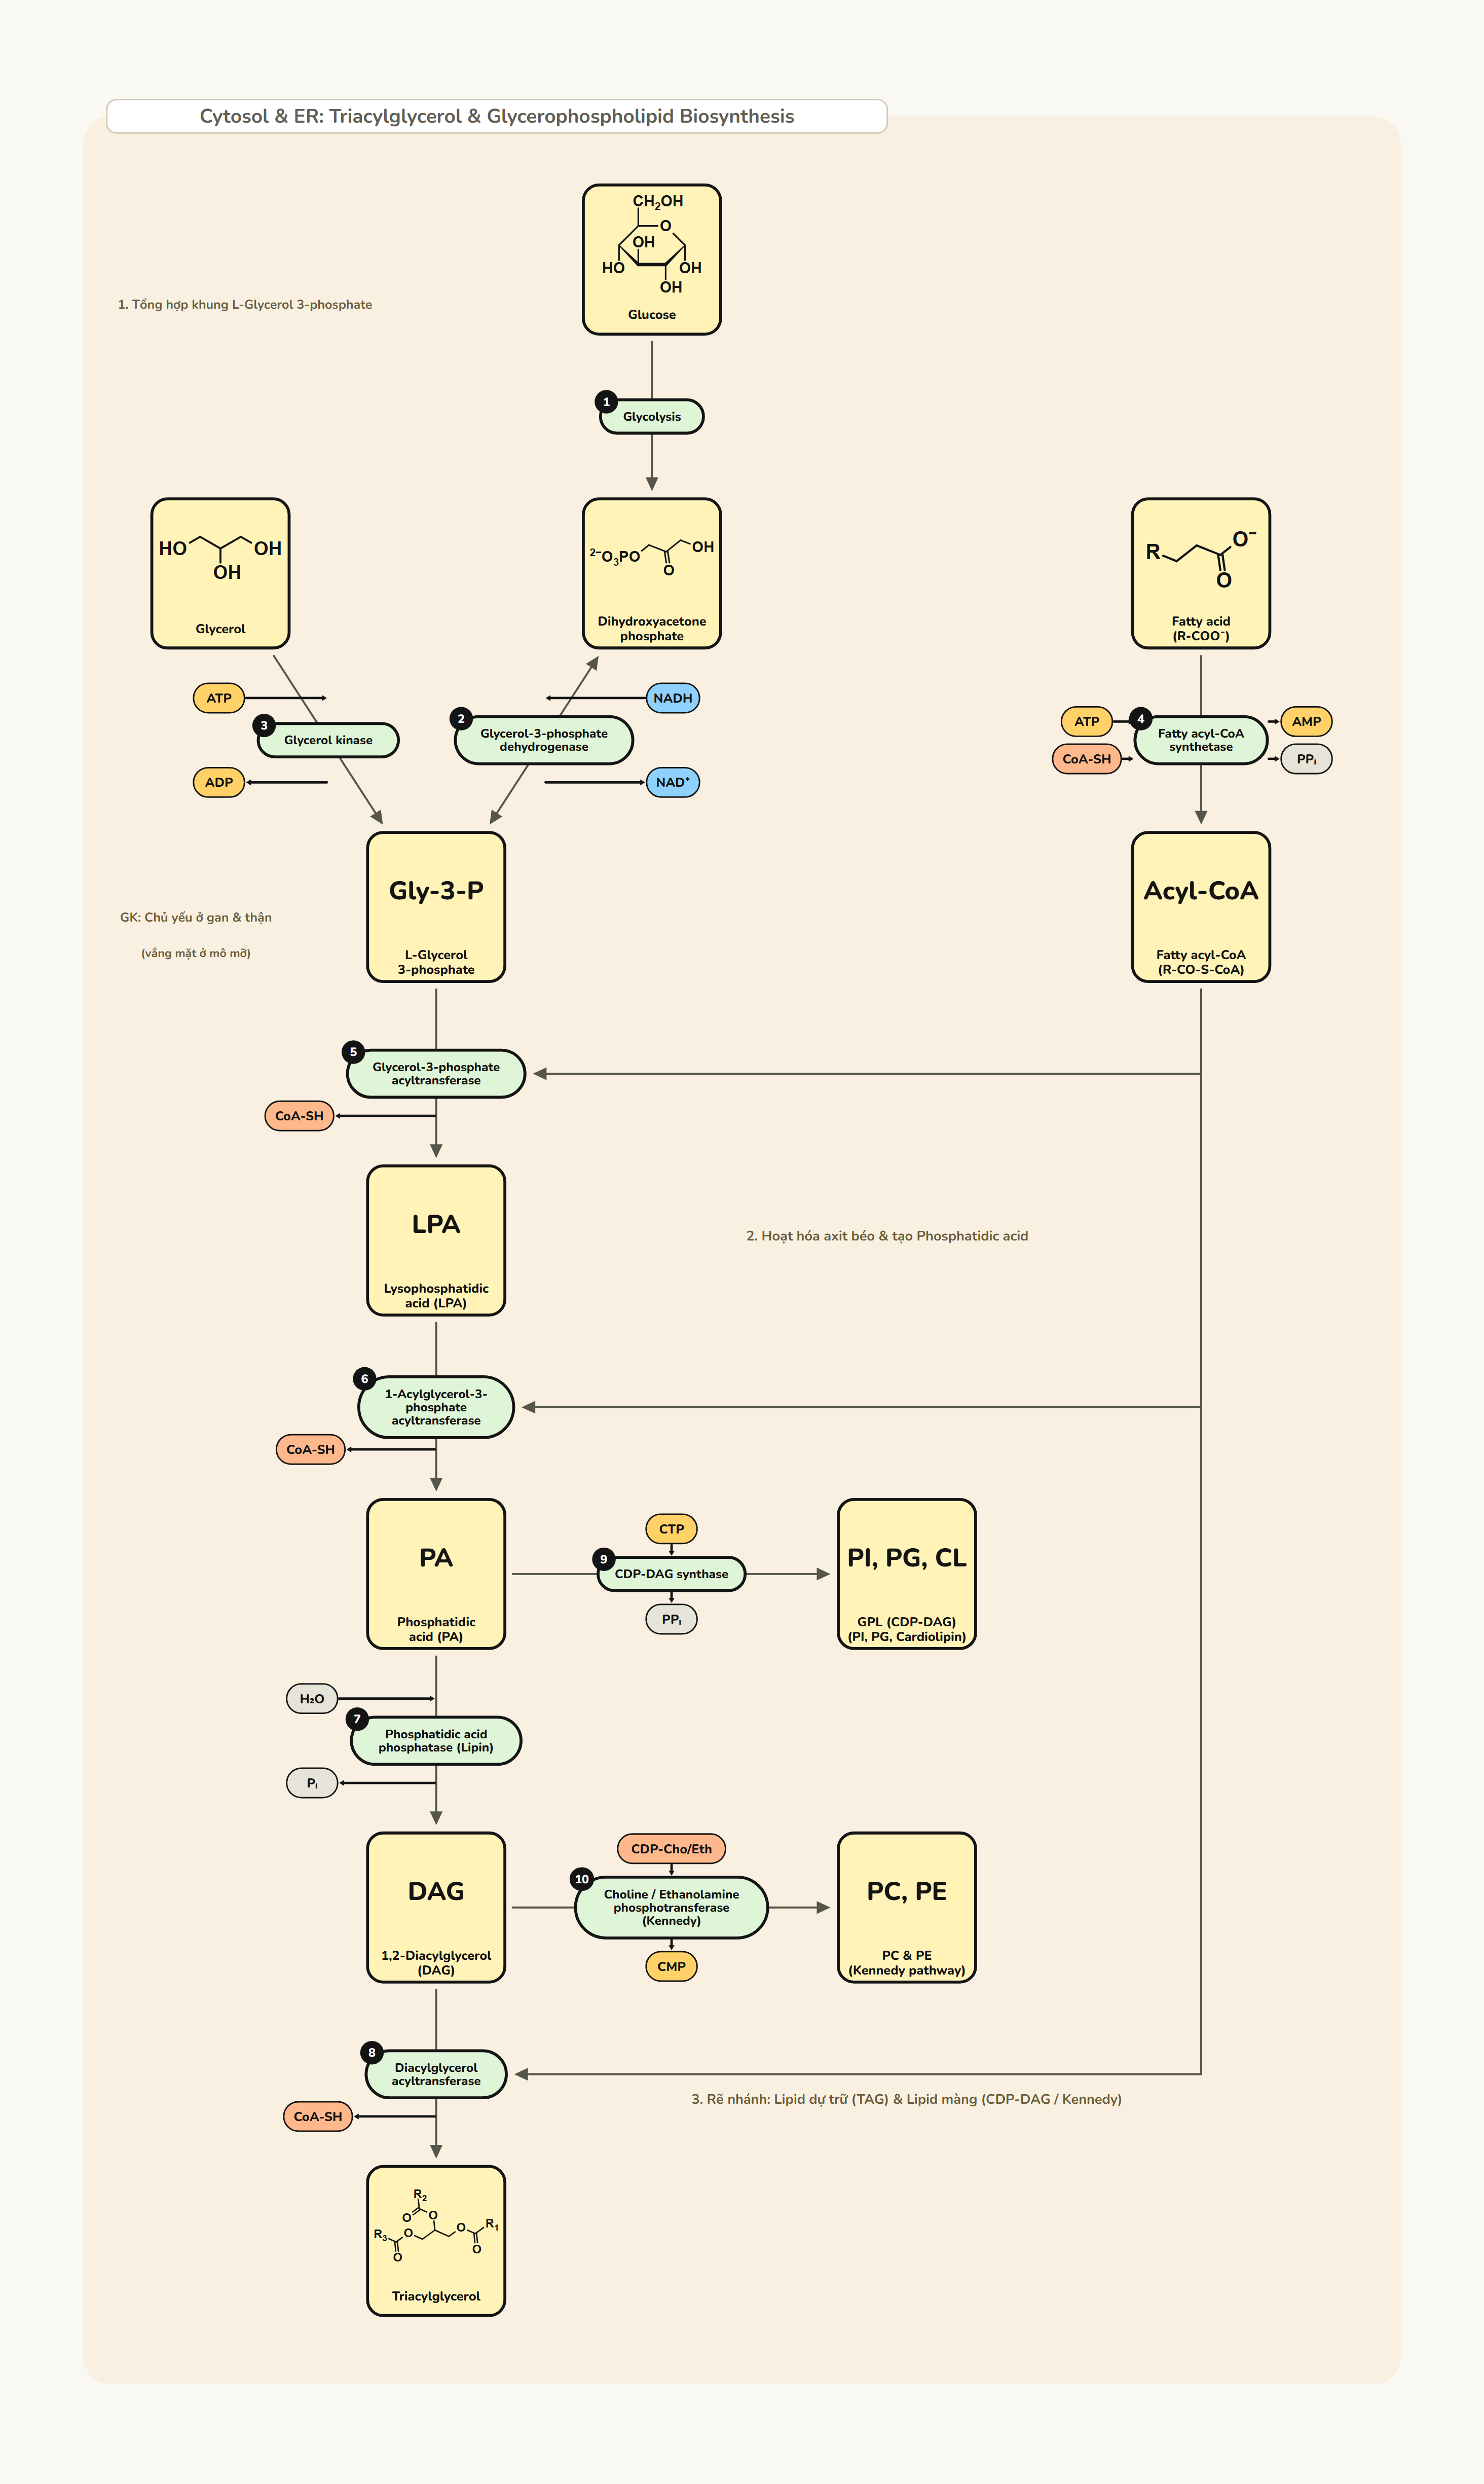 Cytosol & ER: Triacylglycerol & Glycerophospholipid Biosynthesis
CH₂OH
O
OH
HO
OH
OH
Glucose
1. Tổng hợp khung L-Glycerol 3-phosphate
1
Glycolysis
HO
OH
OH
Glycerol
²⁻O₃PO
OH
O
Dihydroxyacetone
phosphate
R
O⁻
O
Fatty acid
(R-COO⁻)
ATP
3
Glycerol kinase
ADP
NADH
2
Glycerol-3-phosphate
dehydrogenase
NAD⁺
ATP
CoA-SH
4
Fatty acyl-CoA
synthetase
AMP
PPᵢ
Gly-3-P
L-Glycerol
3-phosphate
Acyl-CoA
Fatty acyl-CoA
(R-CO-S-CoA)
GK: Chủ yếu ở gan & thận
(vắng mặt ở mô mỡ)
5
Glycerol-3-phosphate
acyltransferase
CoA-SH
LPA
Lysophosphatidic
acid (LPA)
2. Hoạt hóa axit béo & tạo Phosphatidic acid
6
1-Acylglycerol-3-
phosphate
acyltransferase
CoA-SH
PA
Phosphatidic
acid (PA)
CTP
9
CDP-DAG synthase
PPᵢ
PI, PG, CL
GPL (CDP-DAG)
(PI, PG, Cardiolipin)
H₂O
7
Phosphatidic acid
phosphatase (Lipin)
Pᵢ
DAG
1,2-Diacylglycerol
(DAG)
CDP-Cho/Eth
10
Choline / Ethanolamine
phosphotransferase
(Kennedy)
CMP
PC, PE
PC & PE
(Kennedy pathway)
8
Diacylglycerol
acyltransferase
CoA-SH
3. Rẽ nhánh: Lipid dự trữ (TAG) & Lipid màng (CDP-DAG / Kennedy)
R₂
O
O
R₃
O
O
O
R₁
O
Triacylglycerol